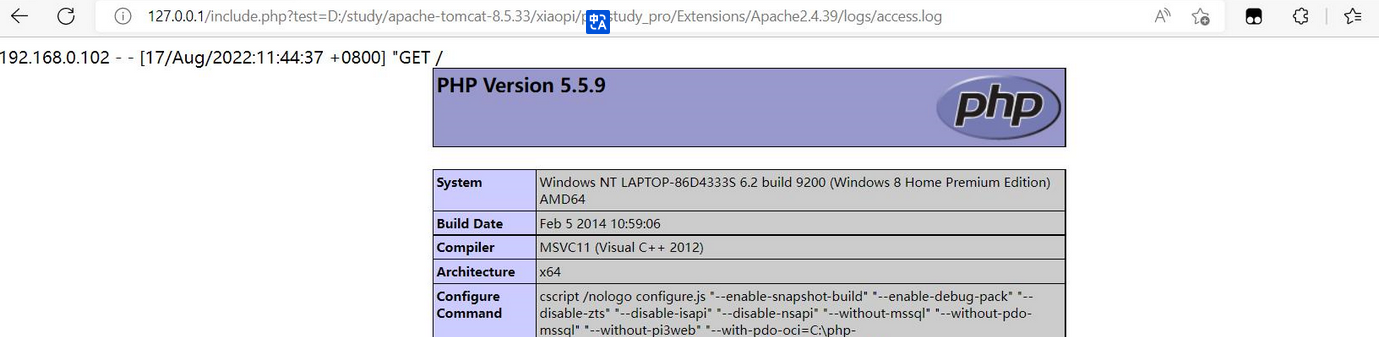 127.0.0.1/include.php?test=D:/study/apache-tomcat-8.5.33/xiaopi/ study_pro/Extensions/Apache2.4.39/logs/access.log
192.168.0.102 - - [17/Aug/2022:11:44:37 +0800] "GET /
PHP Version 5.5.9
php
System
Windows NT LAPTOP-86D4333S 6.2 build 9200 (Windows 8 Home Premium Edition)
AMD64
Build Date
Feb 5 2014 10:59:06
Compiler
MSVC11 (Visual C++ 2012)
Architecture
x64
Configure
Command
cscript /nologo configure.js "--enable-snapshot-build" "--enable-debug-pack" "--
disable-zts" "--disable-isapi" "--disable-nsapi" "--without-mssql" "--without-pdo-
mssql" "--without-pi3web" "--with-pdo-oci=C:\php-